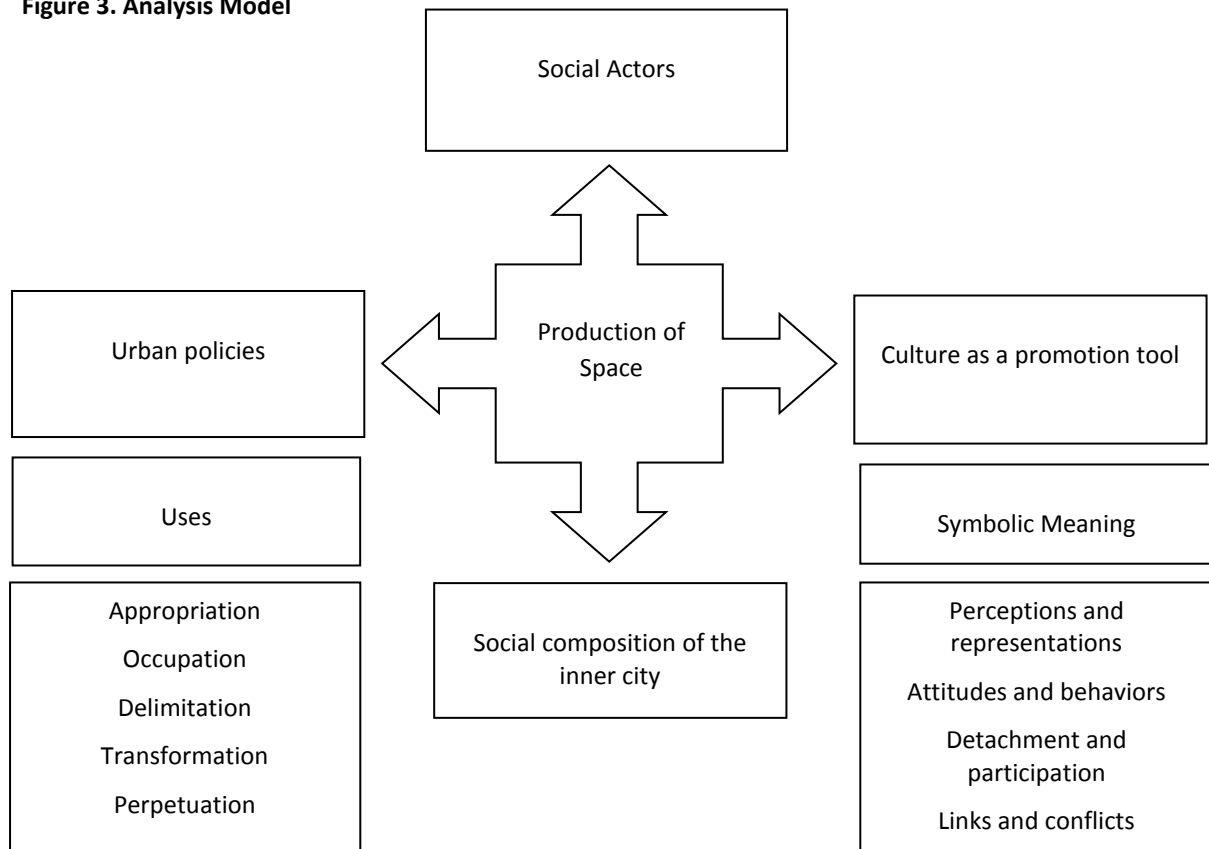 Figure 3. Analysis Model
Social Actors
Urban policies
Production of
Space
Culture as a promotion tool
Uses
Symbolic Meaning
Appropriation
Occupation
Delimitation
Transformation
Perpetuation
Social composition of the
inner city
Perceptions and
representations
Attitudes and behaviors
Detachment and
participation
Links and conflicts